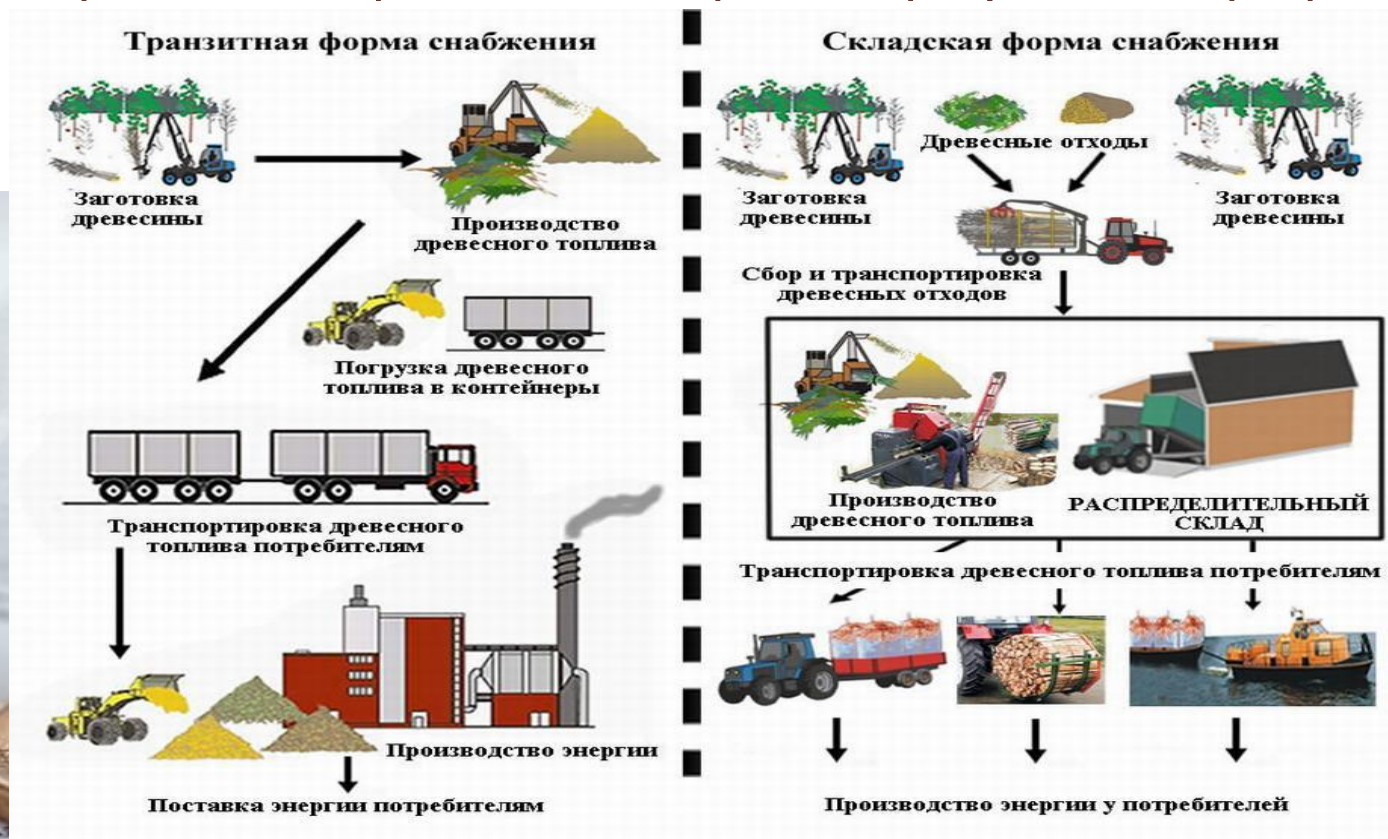 Транзитная форма снабжения
Заготовка
древесины
Производство
древесного топлива
Погрузка древесного
топлива в контейнеры
Транспортировка древесного
топлива потребителям
Производство энергии
Поставка энергии потребителям
Складская форма снабжения
Древесные отходы
Заготовка
древесины
Заготовка
древесины
Сбор и транспортировка
древесных отходов
Производство
древесного топлива
РАСПРЕДЕЛИТЕЛЬНЫЙ
СКЛАД
Транспортировка древесного топлива потребителям
Производство энергии у потребителей